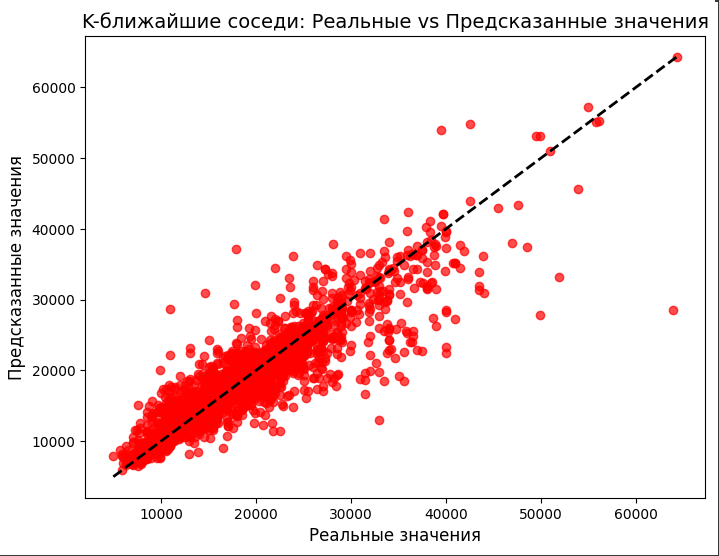 K-ближайшие соседи: Реальные vs Предсказанные значения
60000
50000
40000
30000
20000
10000
Предсказанные значения
10000 20000 30000 40000 50000 60000
Реальные значения